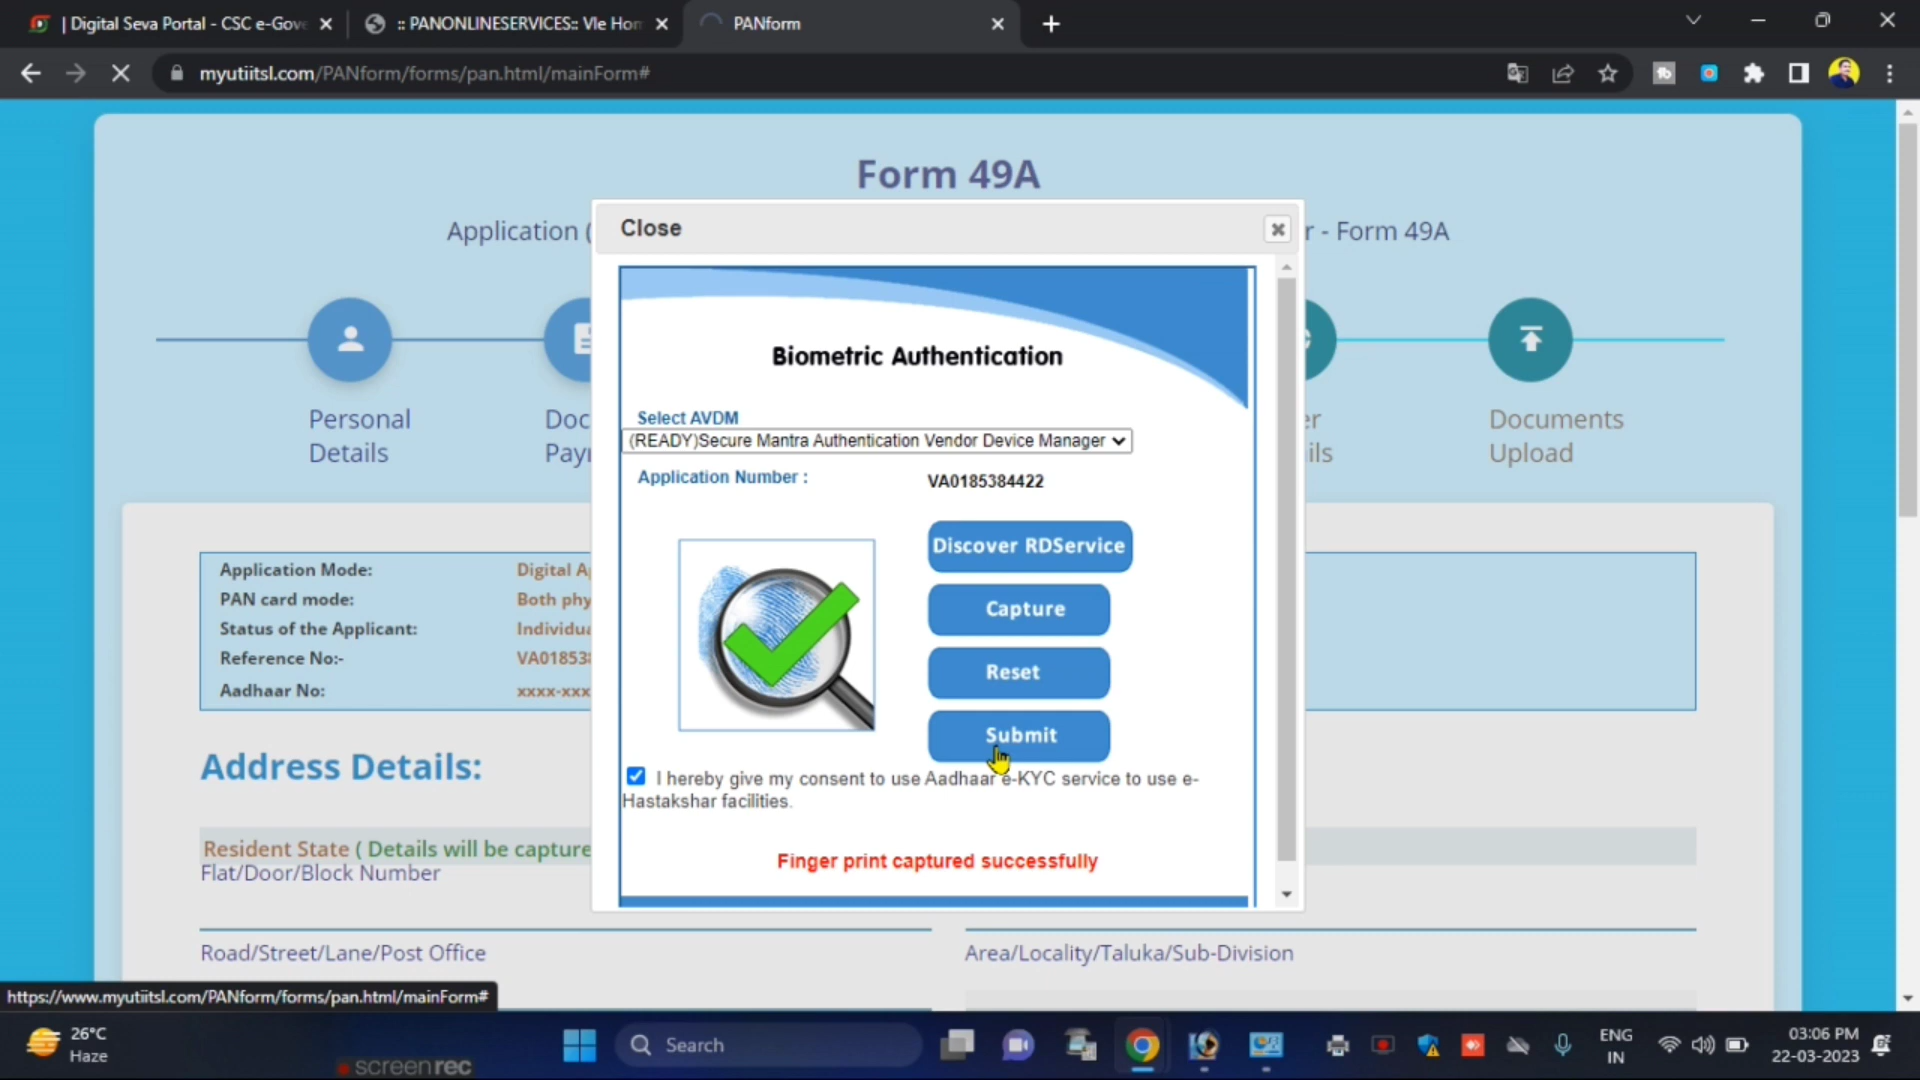 | Digital Seva Portal - CSC e-Gove
:: PANONLINESERVICES:: Vle Hom
PANform
myutiitsl.com/PANform/forms/pan.html/mainForm#
Form 49A
Application (
r - Form 49A
Close
Biometric Authentication
Select AVDM
(READY)Secure Mantra Authentication Vendor Device Manager
Application Number :
VA0185384422
Discover RDService
Capture
Reset
Submit
I hereby give my consent to use Aadhaar e-KYC service to use e-
Hastakshar facilities.
Finger print captured successfully
Personal
Details
Doc
Payı
er
ils
Documents
Upload
Application Mode:
Digital A
PAN card mode:
Both phy
Status of the Applicant:
Individua
Reference No:-
VA01853
Aadhaar No:
xxxx-xxx
Address Details:
Resident State ( Details will be capture
Flat/Door/Block Number
Road/Street/Lane/Post Office
Area/Locality/Taluka/Sub-Division
https://www.myutiitsl.com/PANform/forms/pan.html/mainForm#
26°C
Haze
screenrec
Search
ENG
IN
03:06 PM
22-03-2023